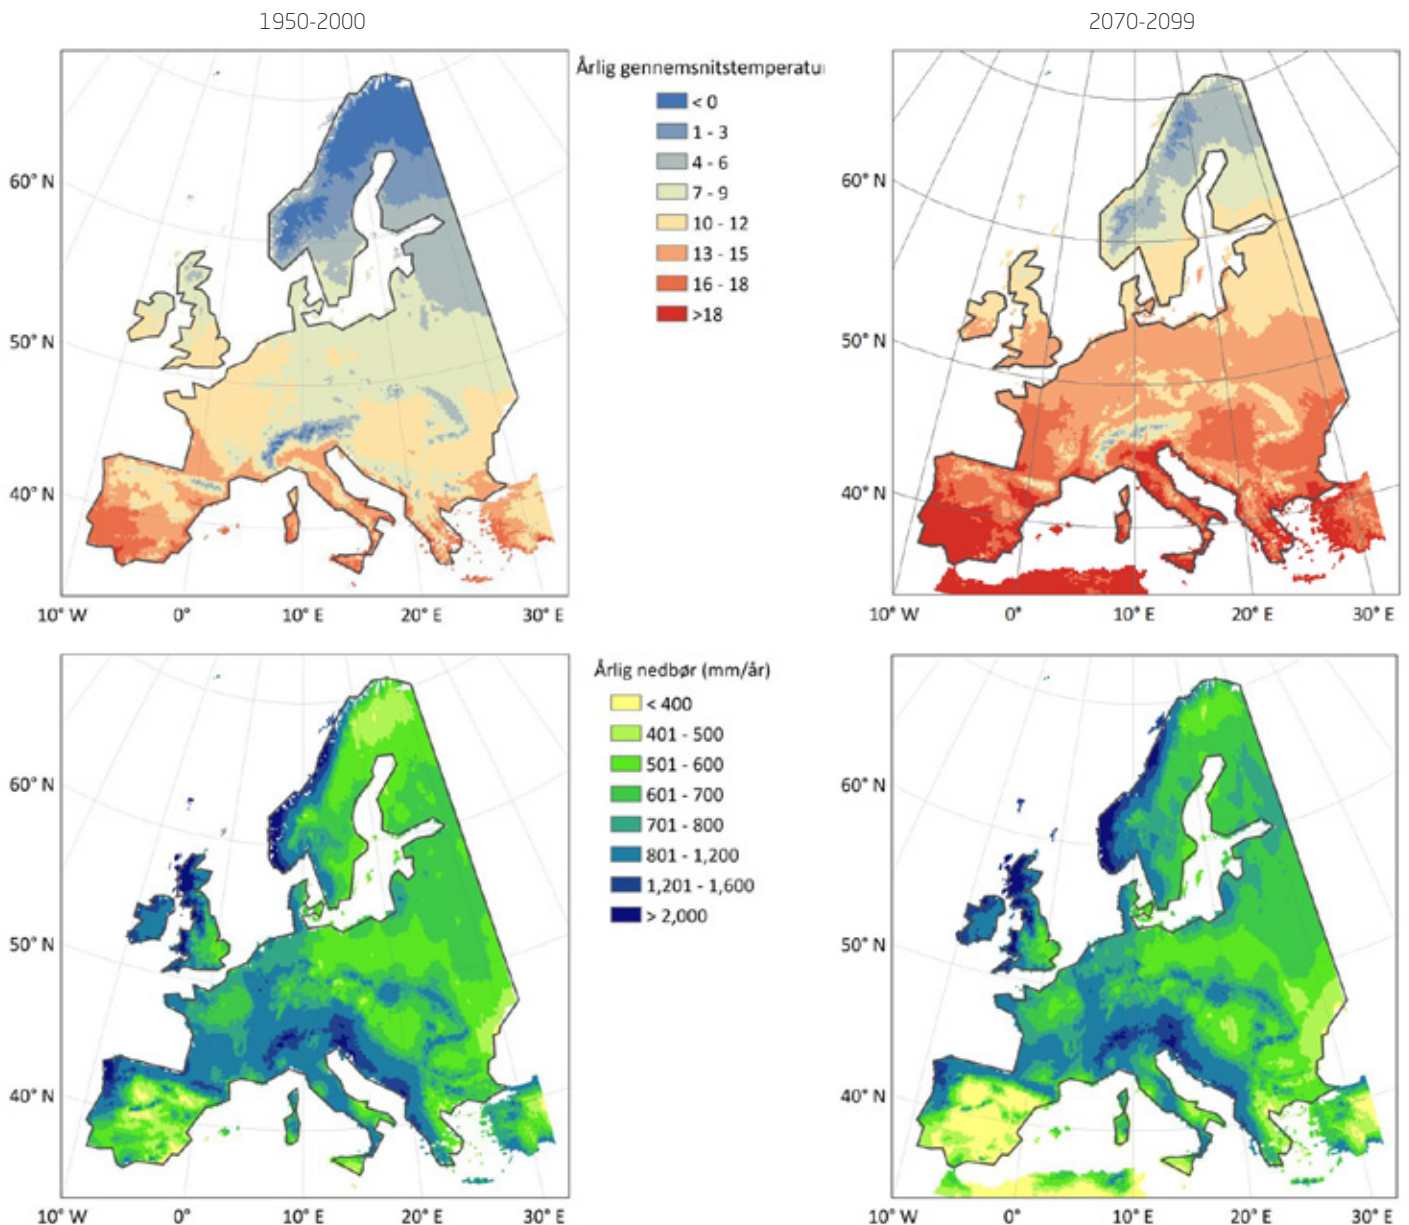 1950-2000
2070-2099
Årlig gennemsnitstemperatu
< 0
1 - 3
4 - 6
7 - 9
10 - 12
13 - 15
16 - 18
>18
60° N
50° N
40° N
10° W 0° 10° E 20° E 30° E
60° N
50° N
40° N
10° W 0° 10° E 20° E 30° E
Årlig nedbør (mm/år)
< 400
401 - 500
501 - 600
601 - 700
701 - 800
801 - 1,200
1,201 - 1,600
> 2,000
60° N
50° N
40° N
10° W 0° 10° E 20° E 30° E
60° N
50° N
40° N
10° W 0° 10° E 20° E 30° E